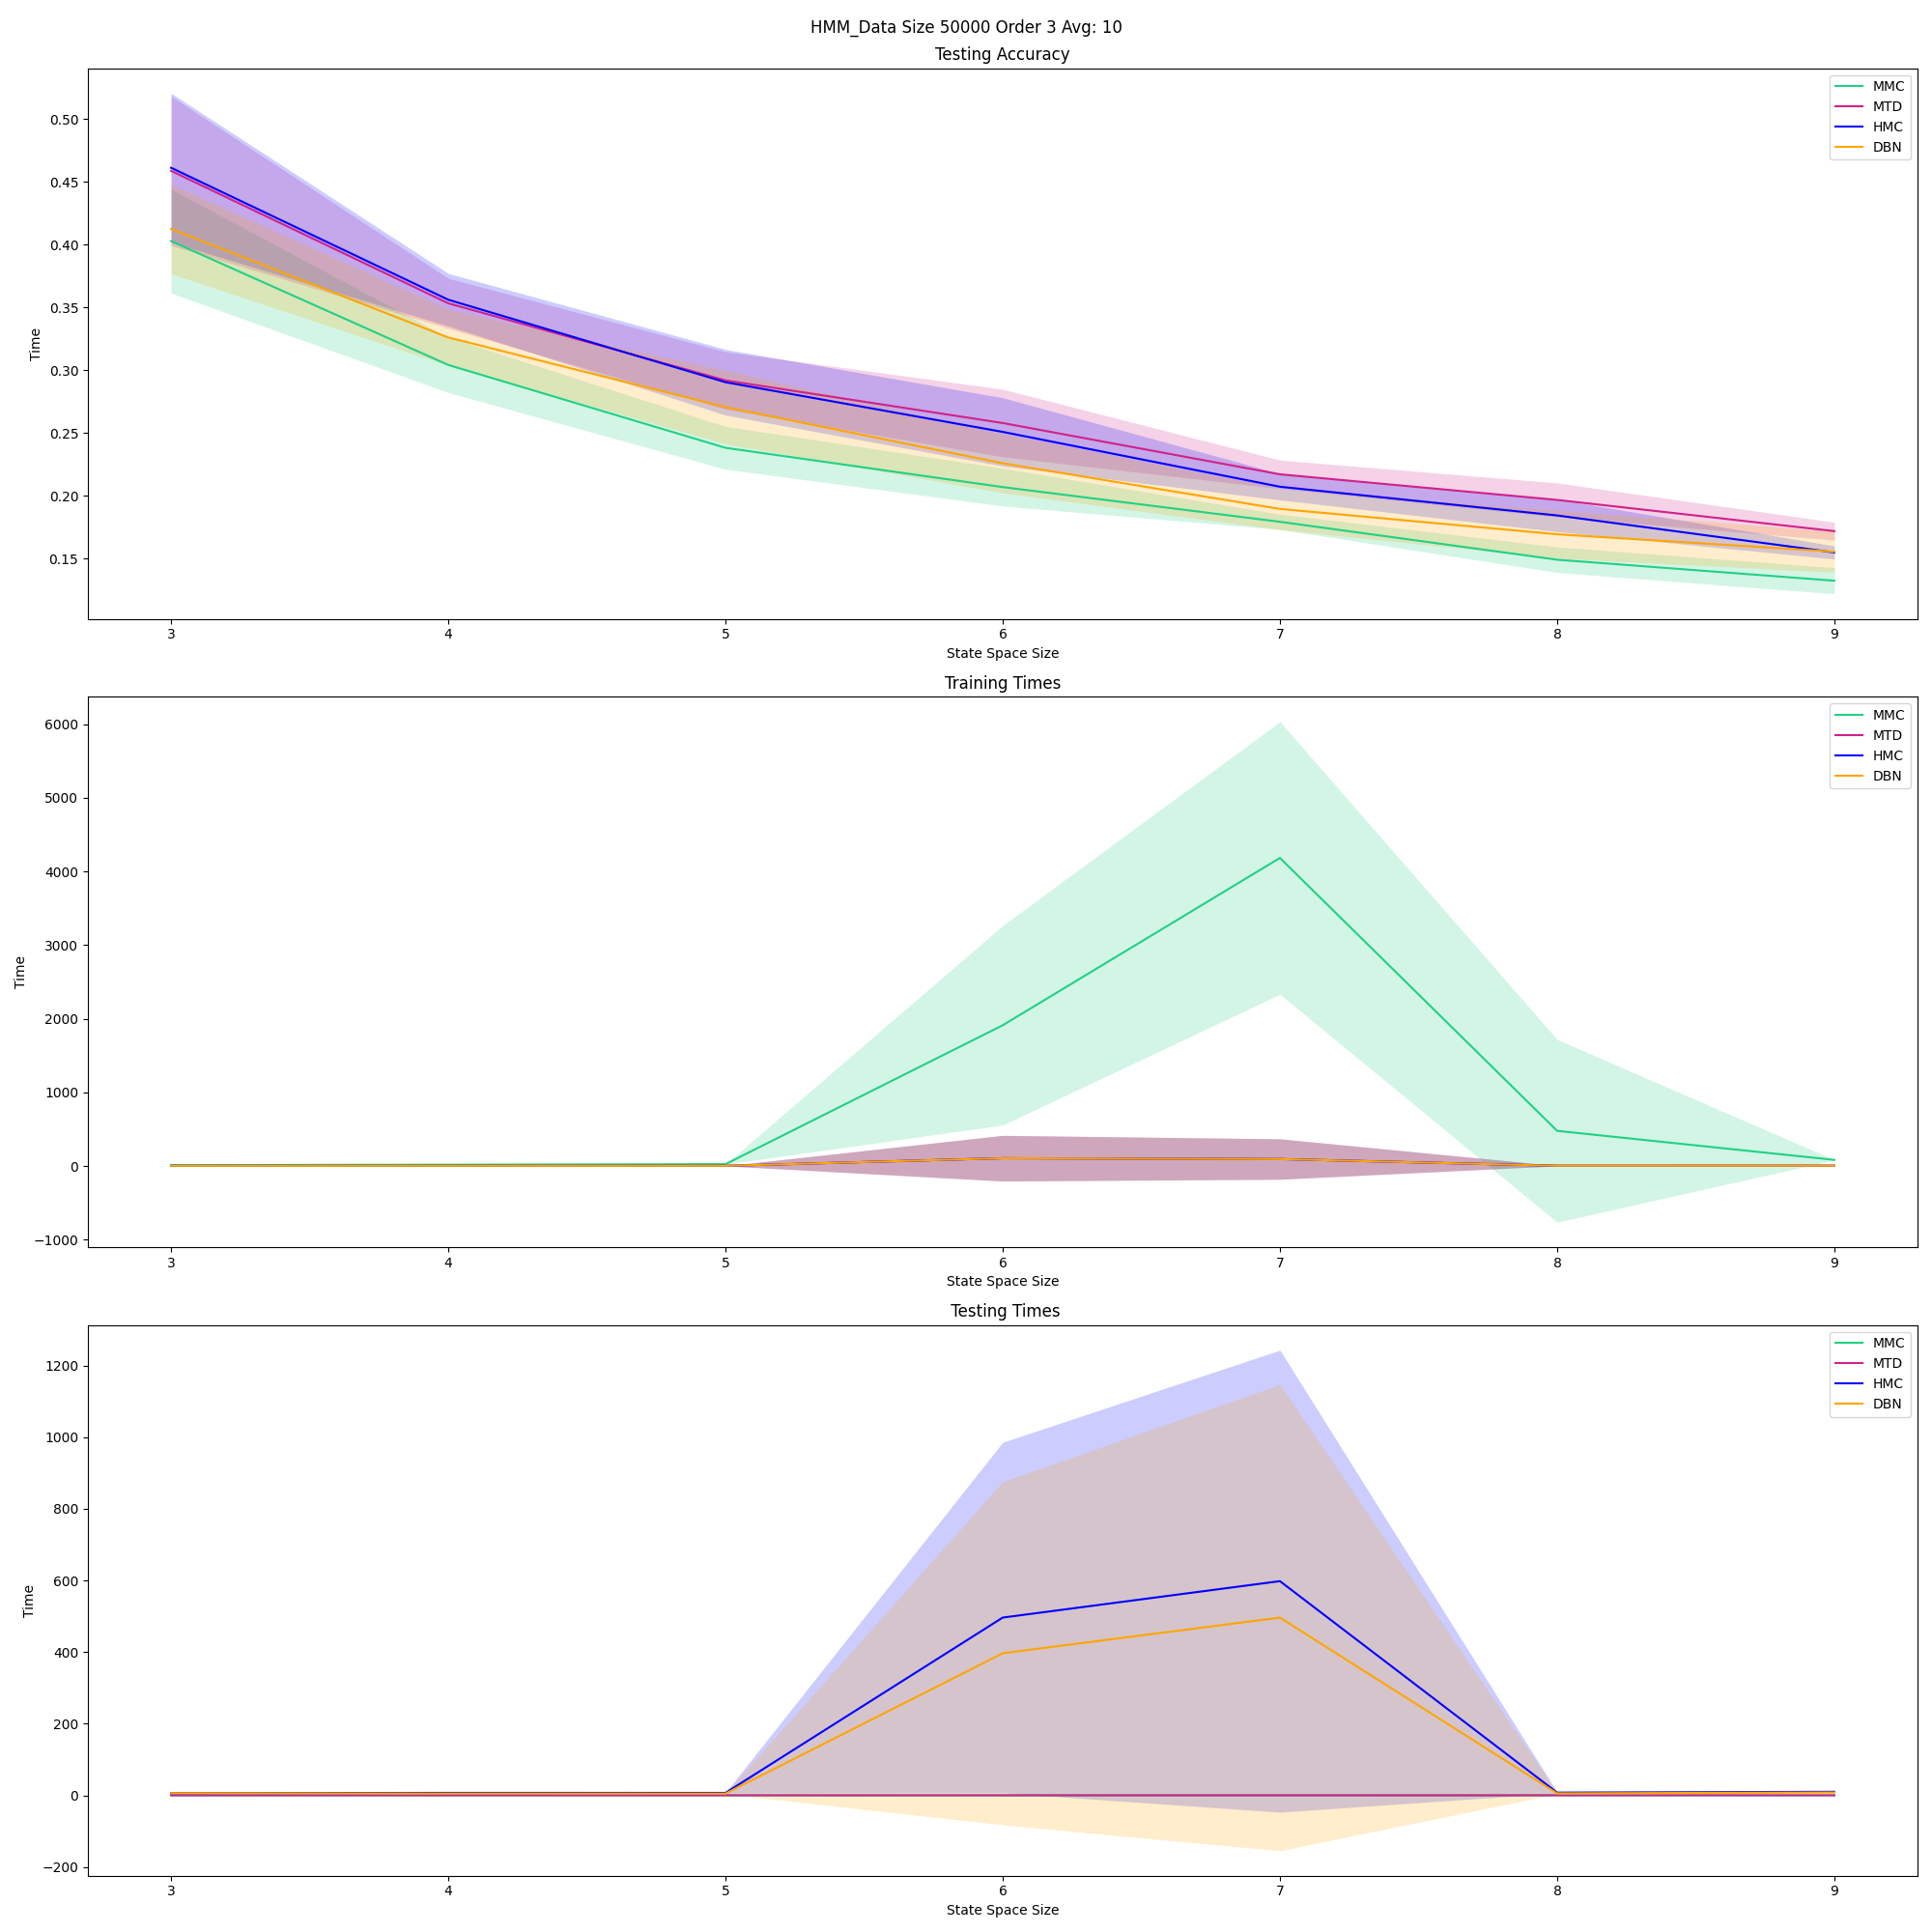 HMM_Data Size 50000 Order 3 Avg: 10
Testing Accuracy
MMC
MTD
HMC
DBN
0.50
0.45
0.40
0.35
0.30
0.25
0.20
0.15
Time
3 4 5 6 7 8 9
State Space Size
Training Times
MMC
MTD
HMC
DBN
6000
5000
4000
3000
2000
1000
0
−1000
Time
3 4 5 6 7 8 9
State Space Size
Testing Times
MMC
MTD
HMC
DBN
1200
1000
800
600
400
200
0
−200
Time
3 4 5 6 7 8 9
State Space Size